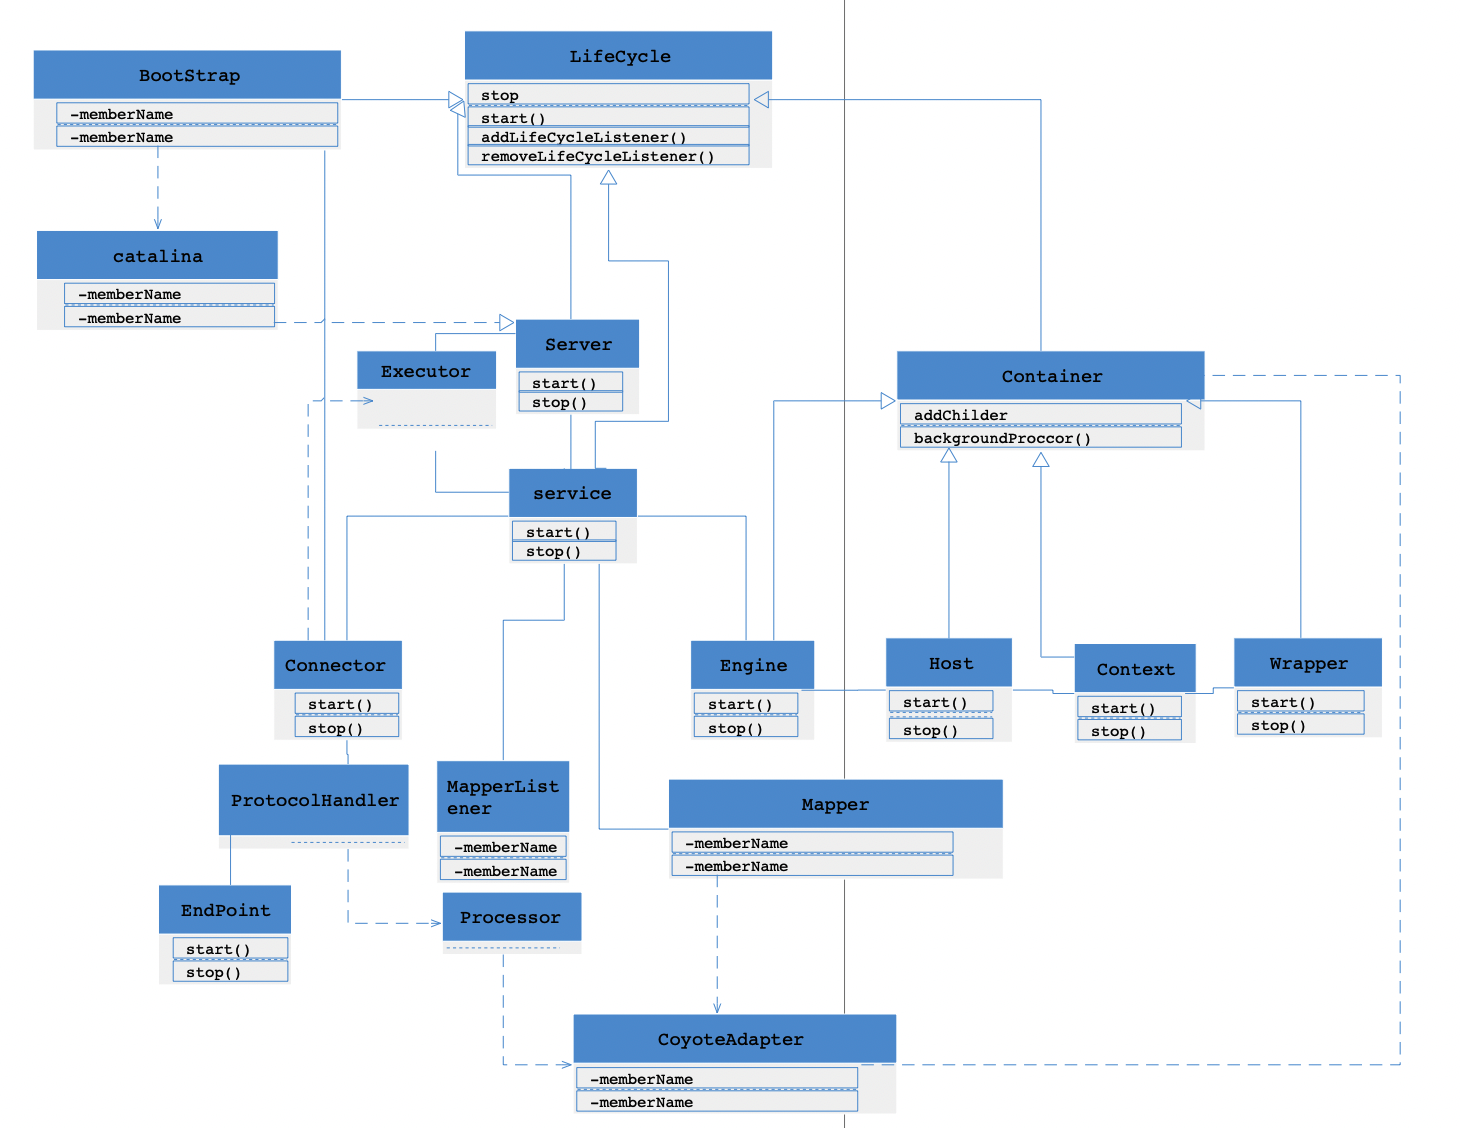 BootStrap
-memberName
-memberName
LifeCycle
stop
start()
addLifeCycleListener()
removeLifeCycleListener()
catalina
-memberName
-memberName
Server
start()
stop()
Executor
Container
addChilder
backgroundProccor()
service
start()
stop()
Connector
start()
stop()
Engine
start()
stop()
Host
start()
stop()
Context
start()
stop()
Wrapper
start()
stop()
ProtocolHandler
MapperList
ener
-memberName
-memberName
Mapper
-memberName
-memberName
EndPoint
start()
stop()
Processor
CoyoteAdapter
-memberName
-memberName